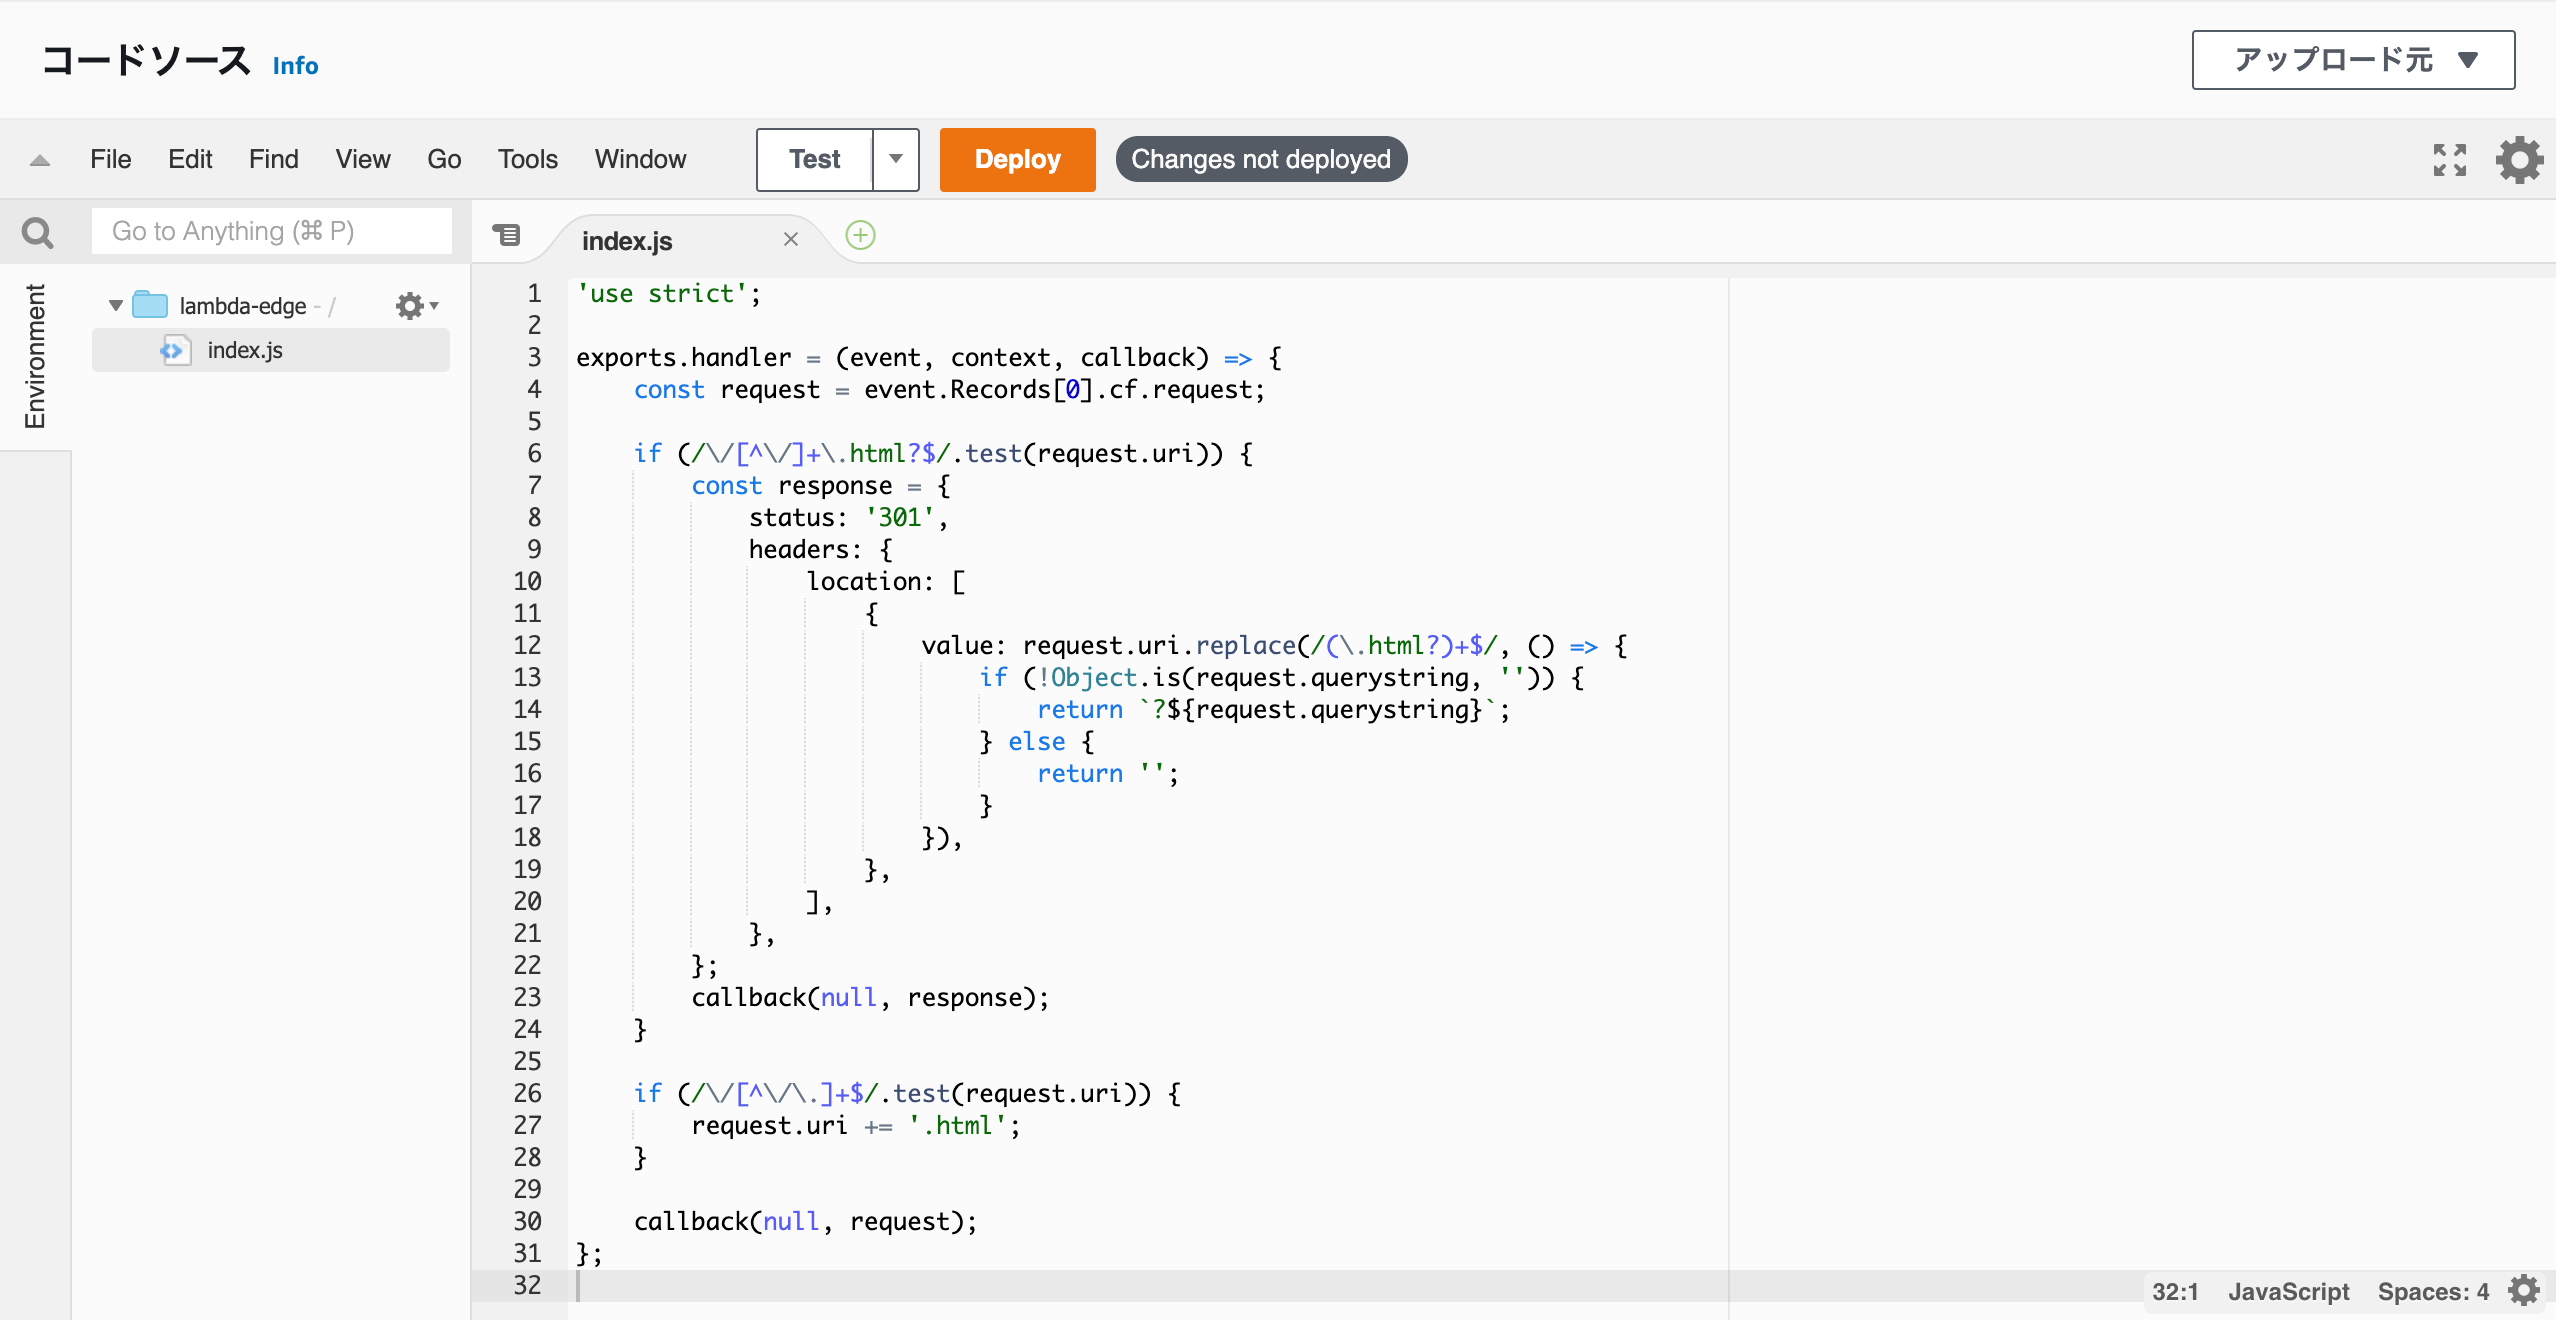 コードソース Info
アップロード元
File Edit Find View Go Tools Window Test Deploy Changes not deployed
Go to Anything (⌘ P)
index.js
Environment
lambda-edge - /
index.js
1 'use strict';
2
3 exports.handler = (event, context, callback) => {
4     const request = event.Records[0].cf.request;
5
6     if (/\/[^\/]+\.html?$/.test(request.uri)) {
7         const response = {
8             status: '301',
9             headers: {
10                 location: [
11                     {
12                         value: request.uri.replace(/(\.html?)+$/, () => {
13                             if (!Object.is(request.querystring, '')) {
14                                 return `?${request.querystring}`;
15                             } else {
16                                 return '';
17                             }
18                         }),
19                     },
20                 ],
21             },
22         };
23         callback(null, response);
24     }
25
26     if (/\/[^\/\.]+$/.test(request.uri)) {
27         request.uri += '.html';
28     }
29
30     callback(null, request);
31 };
32
32:1 JavaScript Spaces: 4